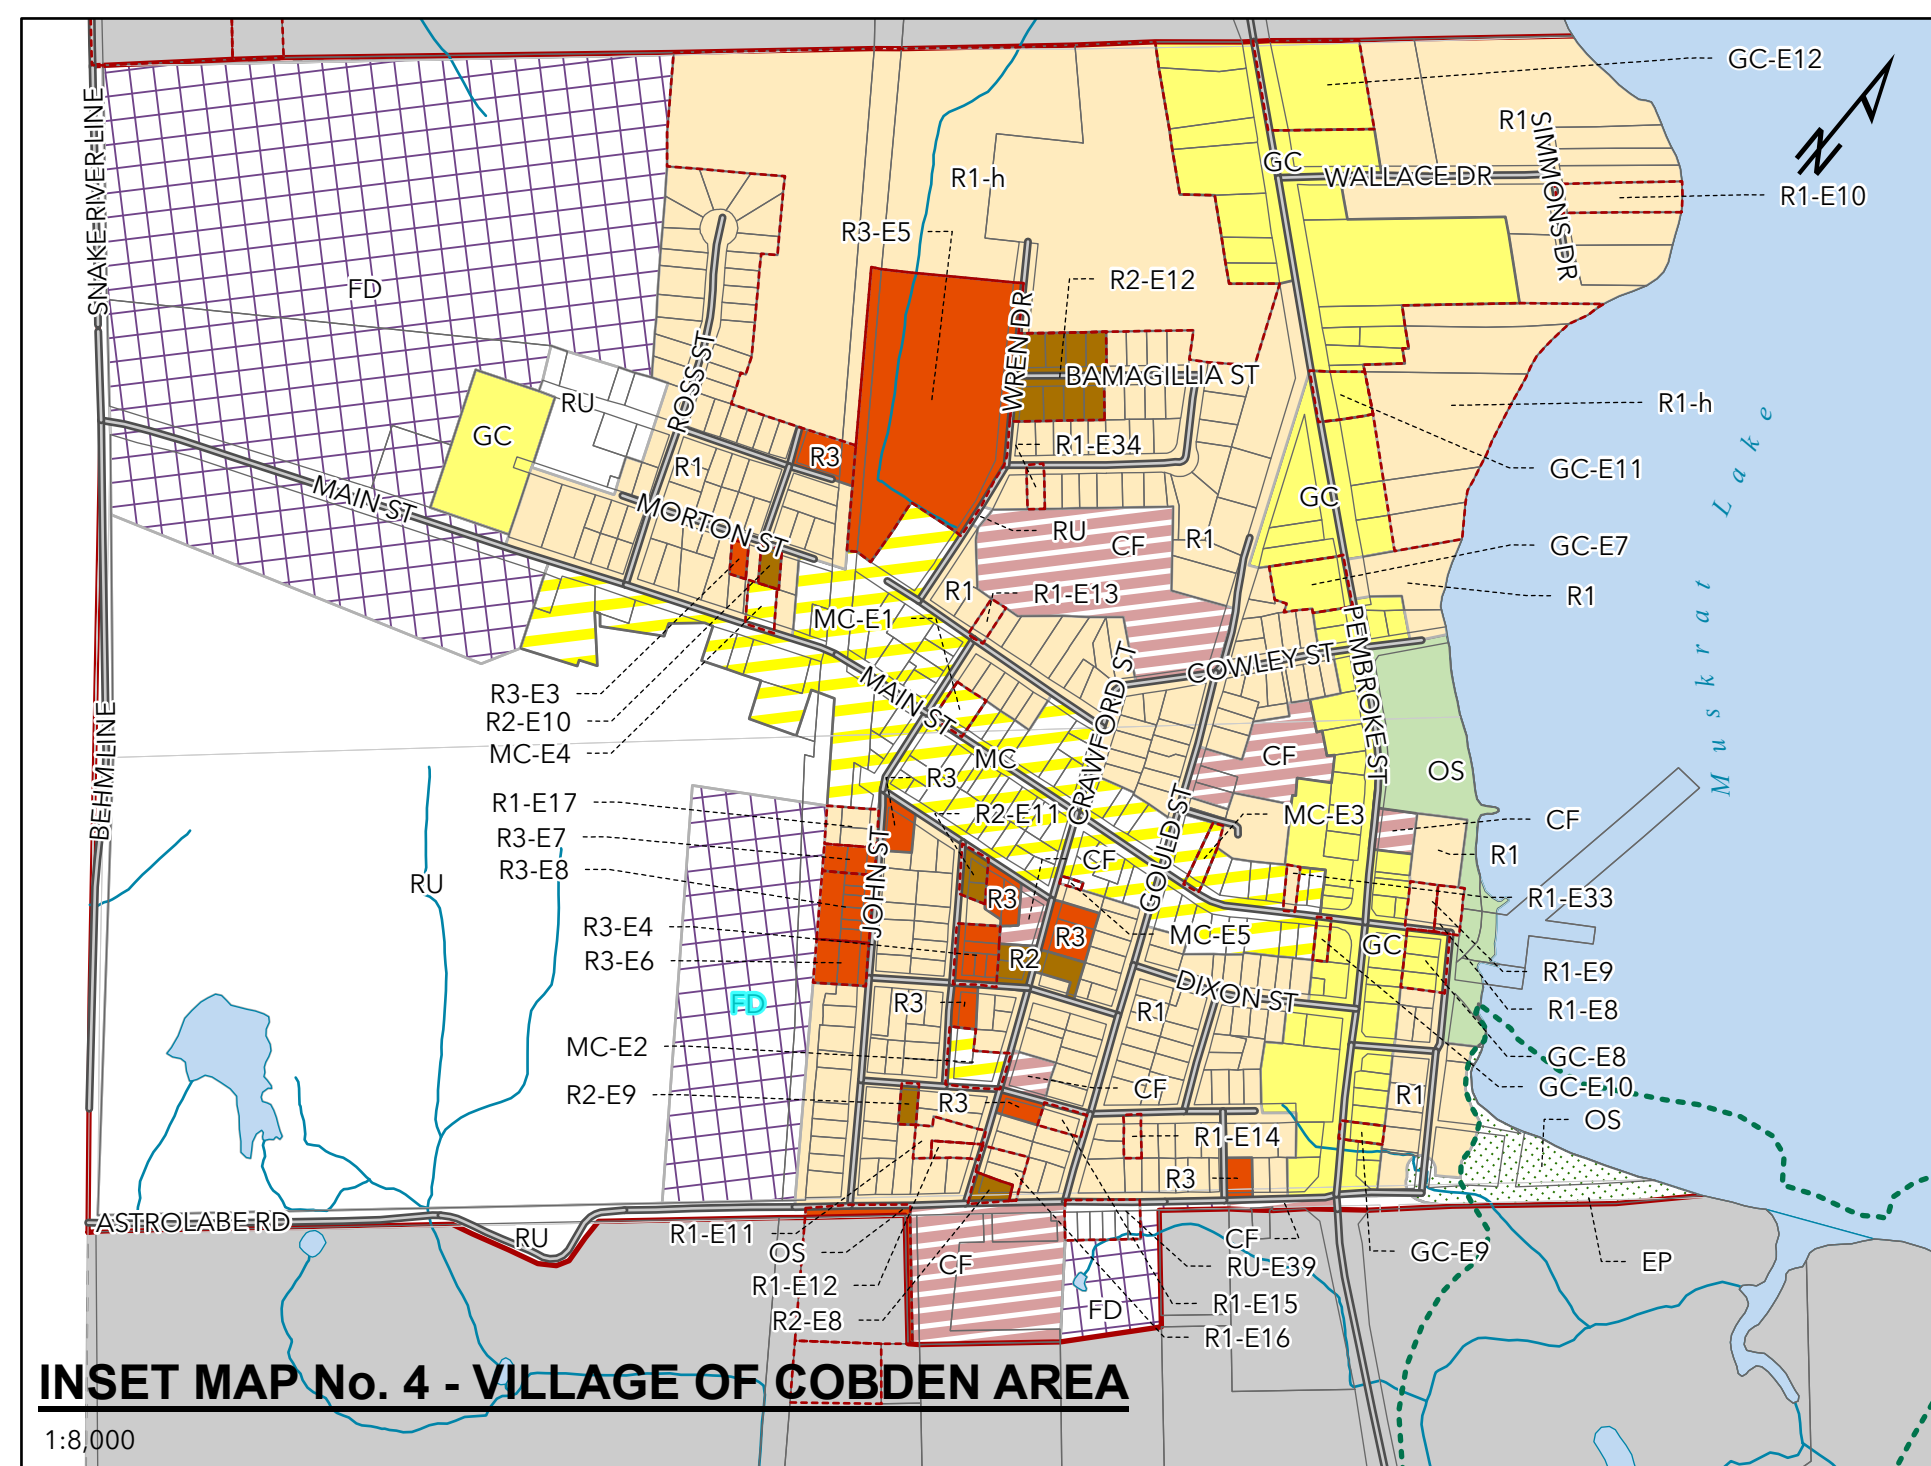 GC-E12
R1
SIMMONS DR
N
SNAKE RIVER LINE
GC
WALLACE DR
R1-h
R1-E10
R3-E5
R2-E12
FD
WREN DR
BAMAGILLIA ST
ROSS ST
RU
R1-h
GC
R1-E34
R3
R1
GC-E11
MAIN ST
GC
MORTON ST
RU
CF
R1
GC-E7
R1
R1-E13
R1
MC-E1
PEMBROKE ST
Muskrat Lake
COWLEY ST
CRAWFORD ST
R3-E3
MAIN ST
R2-E10
MC-E4
MC
CF
OS
BEHM LINE
R3
R1-E17
R2-E11
MC-E3
CF
R3-E7
GOULD ST
R1
R3-E8
CF
JOHN ST
RU
R3
R1-E33
R3-E4
R3
MC-E5
GC
R3-E6
R2
R1-E9
DIXON ST
FD
R3
R1
R1-E8
MC-E2
GC-E8
CF
GC-E10
R2-E9
R3
R1
OS
R1-E14
R3
ASTROLABE RD
RU
R1-E11
CF
OS
GC-E9
CF
RU-E39
EP
R1-E12
R1-E15
FD
R2-E8
R1-E16
INSET MAP No. 4 - VILLAGE OF COBDEN AREA
1:8,000